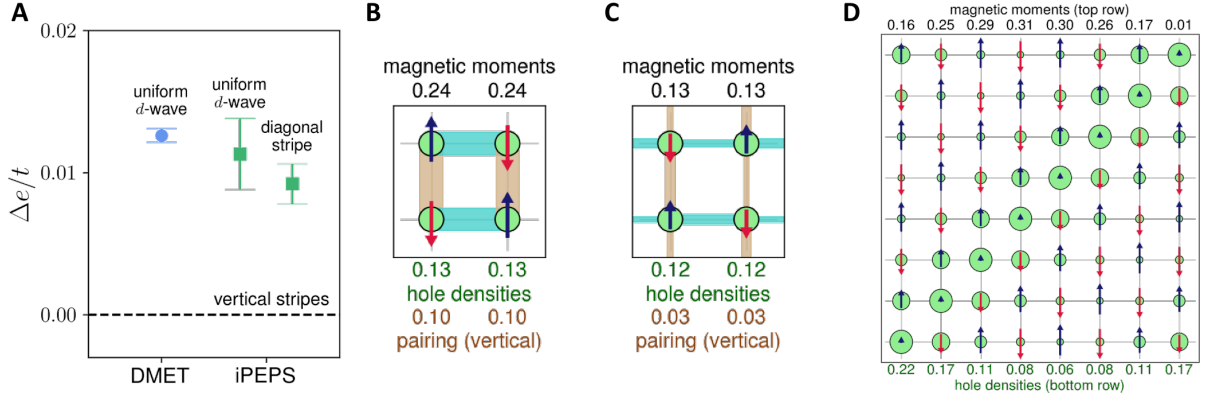 A
0.02
0.01
0.00
Δe/t
uniform
d-wave
uniform
d-wave
diagonal
stripe
vertical stripes
DMET
iPEPS
B
magnetic moments
0.24 0.24
0.13 0.13
hole densities
0.10 0.10
pairing (vertical)
C
magnetic moments
0.13 0.13
0.12 0.12
hole densities
0.03 0.03
pairing (vertical)
D
magnetic moments (top row)
0.16 0.25 0.29 0.31 0.30 0.26 0.17 0.01
0.22 0.17 0.11 0.08 0.06 0.08 0.11 0.17
hole densities (bottom row)